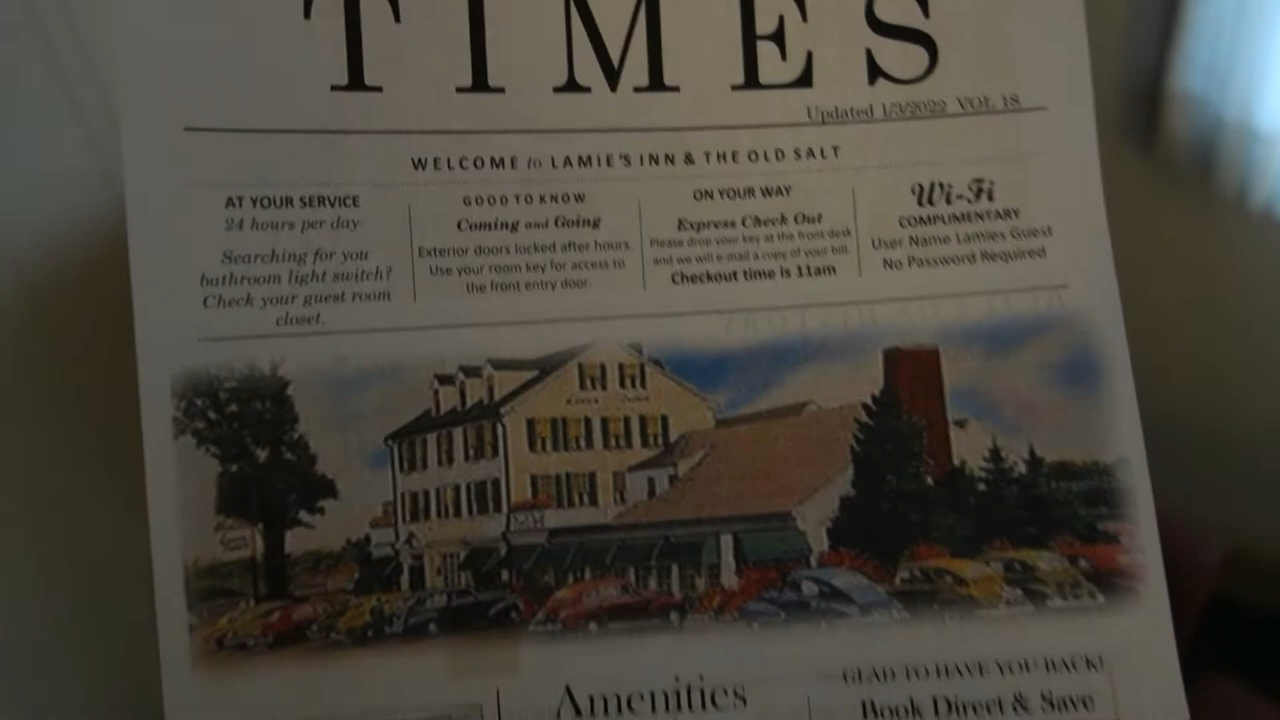 TIMES
Updated 1/3/2022 VOL 18
WELCOME to LAMIE'S INN & THE OLD SALT
AT YOUR SERVICE
24 hours per day
Searching for you
bathroom light switch?
Check your guest room
closet.
GOOD TO KNOW
Coming and Going
Exterior doors locked after hours.
Use your room key for access to
the front entry door.
ON YOUR WAY
Express Check Out
Please drop your key at the front desk
and we will e-mail a copy of your bill.
Checkout time is 11am
Wi-Fi
COMPLIMENTARY
User Name Lamies Guest
No Password Required
Amenities
GLAD TO HAVE YOU BACK!
Book Direct & Save